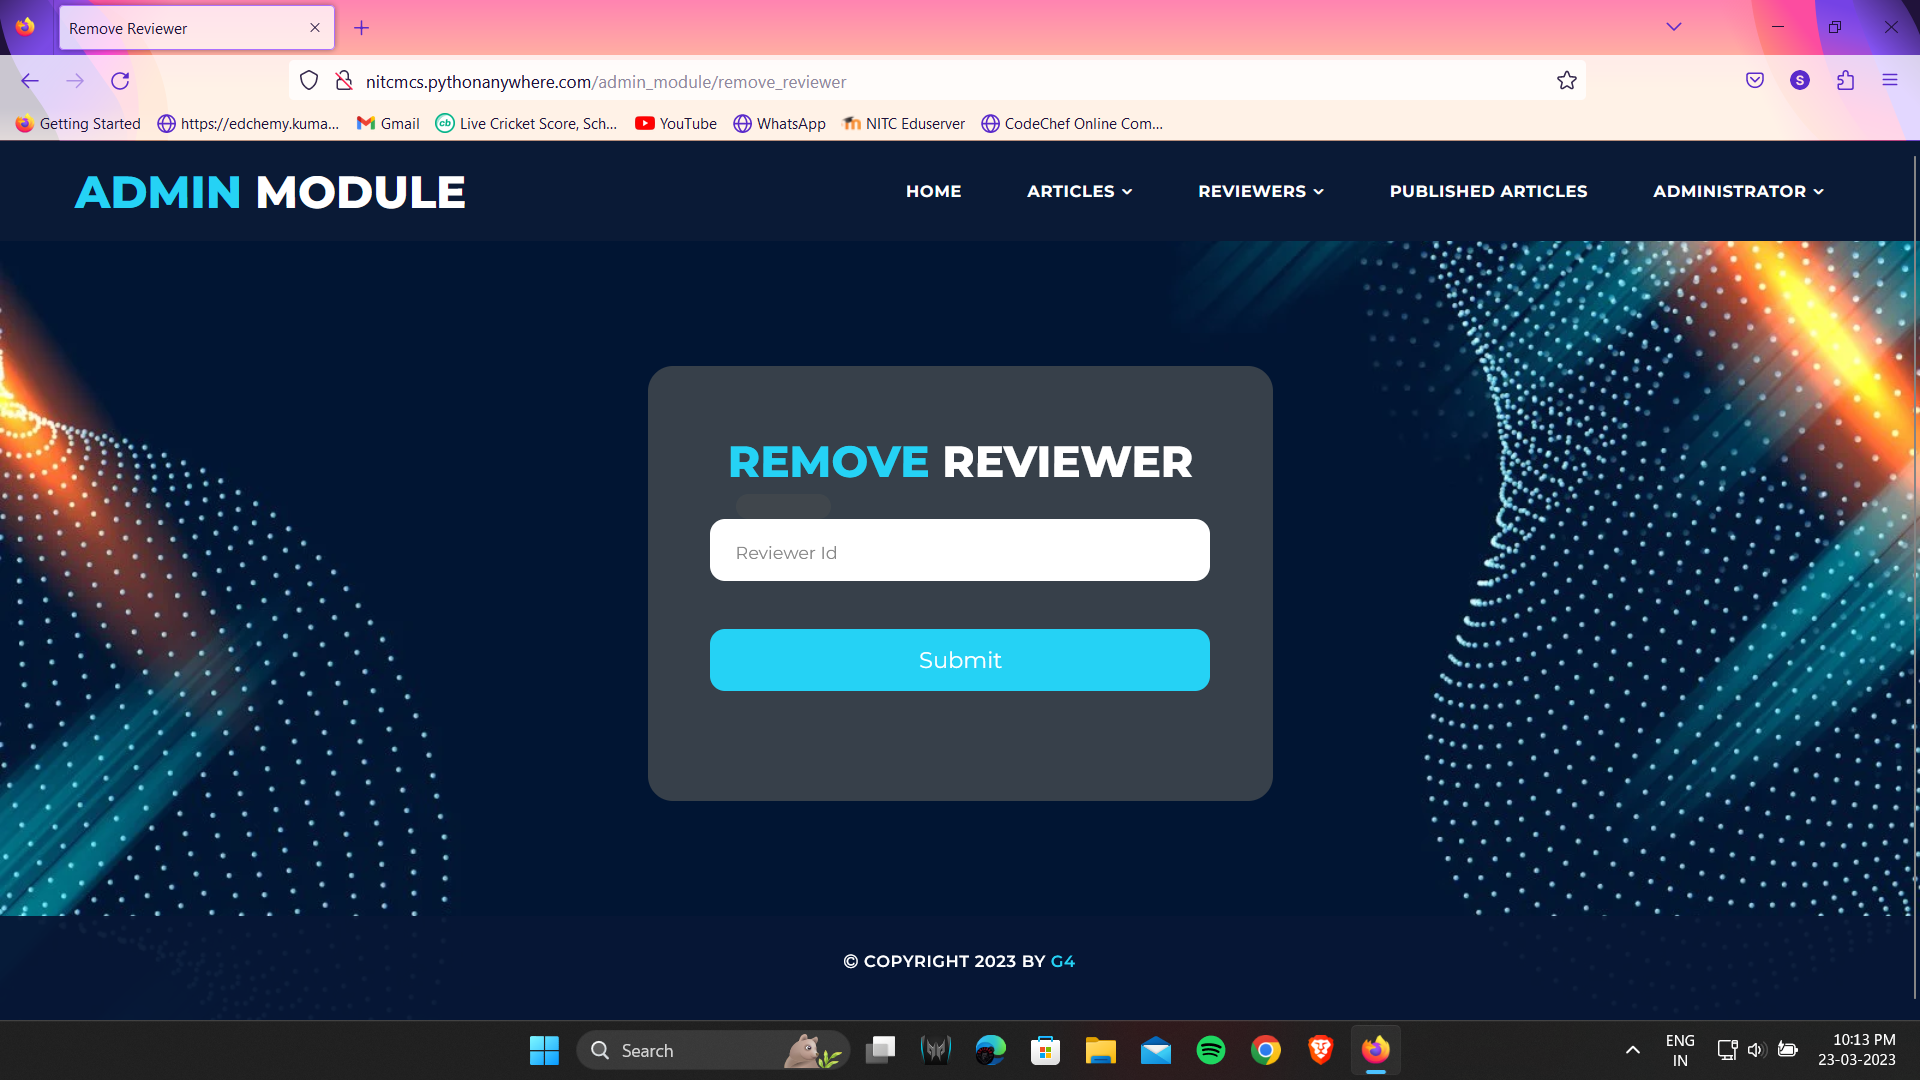 Remove Reviewer
nitcmcs.pythonanywhere.com/admin_module/remove_reviewer
S
Getting Started https://edchemy.kuma... cb Live Cricket Score, Sch... Gmail YouTube WhatsApp NITC Eduserver CodeChef Online Com...
ADMIN MODULE HOME ARTICLES REVIEWERS PUBLISHED ARTICLES ADMINISTRATOR
REMOVE REVIEWER
Reviewer Id
Submit
© COPYRIGHT 2023 BY G4
Search
ENG
IN
10:13 PM
23-03-2023